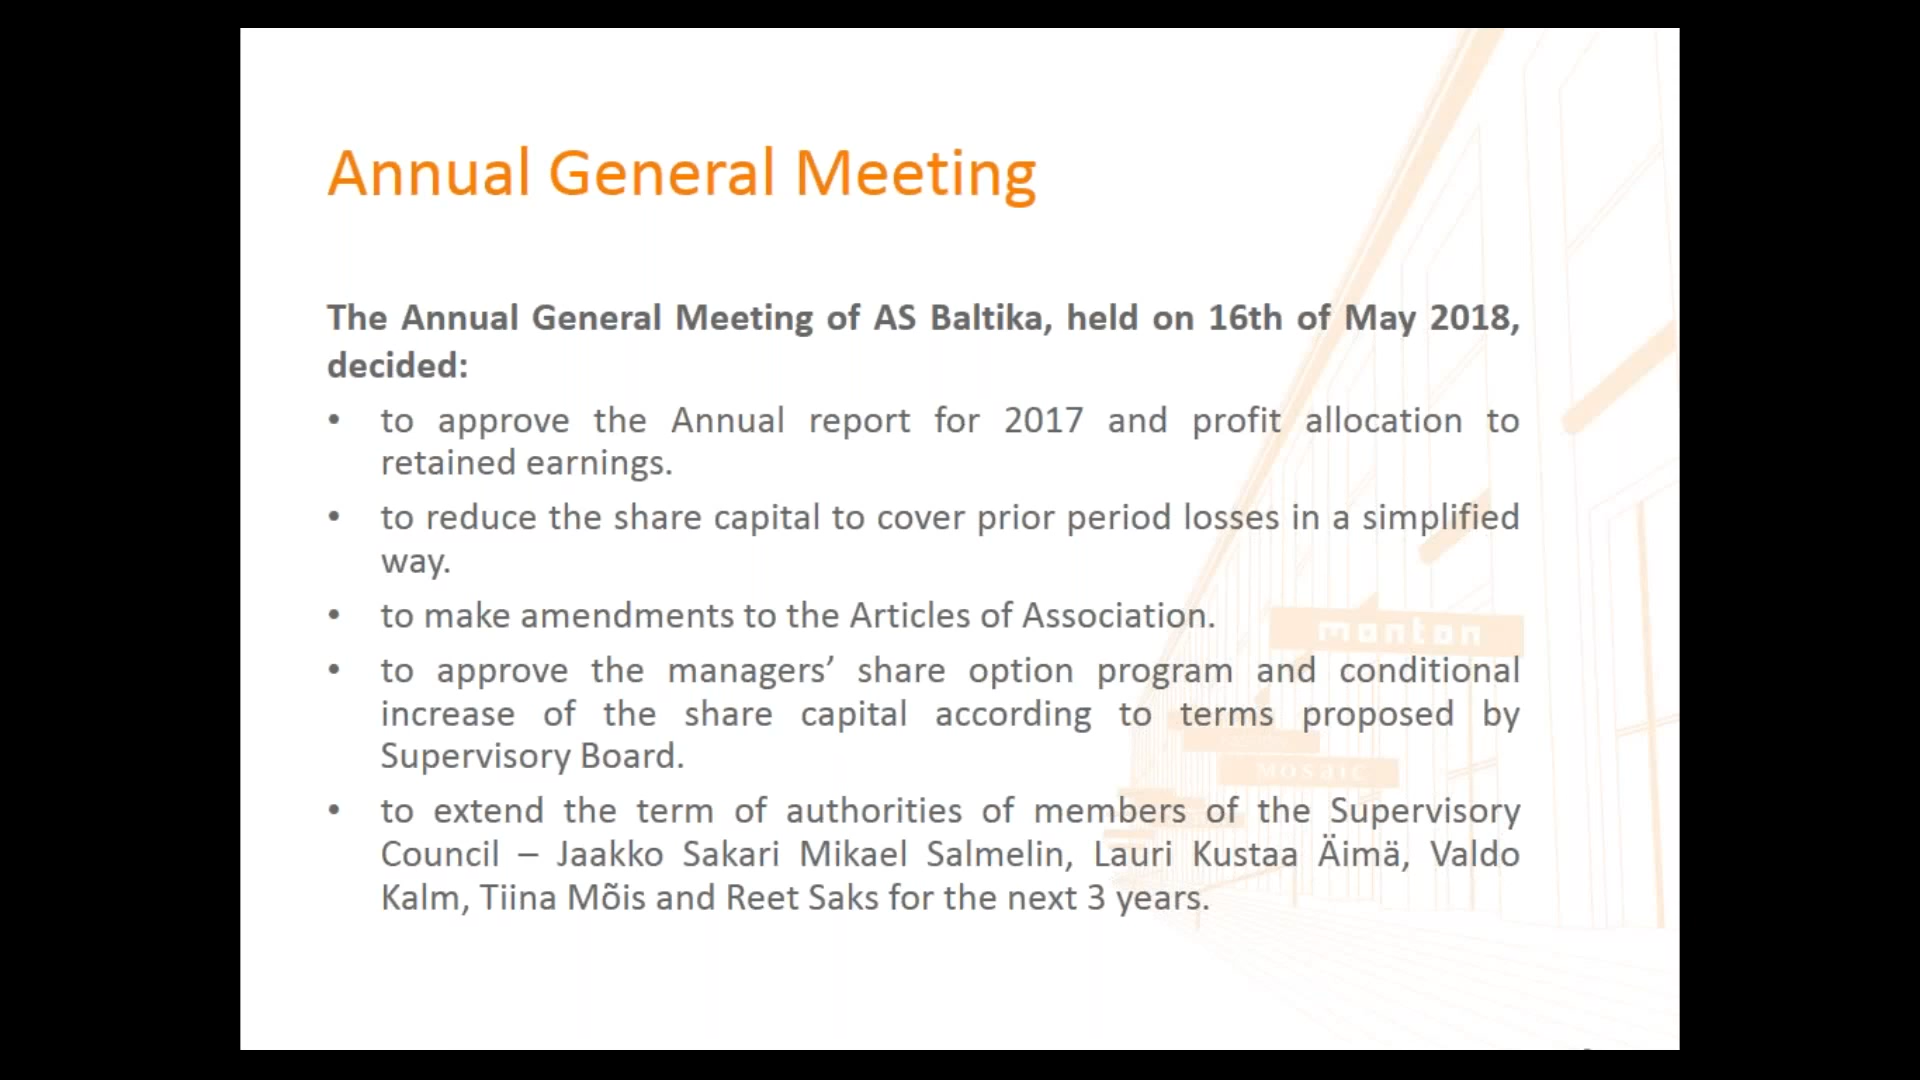 Annual General Meeting
The Annual General Meeting of AS Baltika, held on 16th of May 2018,
decided:
• to approve the Annual report for 2017 and profit allocation to
retained earnings.
• to reduce the share capital to cover prior period losses in a simplified
way.
• to make amendments to the Articles of Association.
monton
• to approve the managers’ share option program and conditional
increase of the share capital according to terms proposed by
Supervisory Board.
mosaic
• to extend the term of authorities of members of the Supervisory
Council – Jaakko Sakari Mikael Salmelin, Lauri Kustaa Äimä, Valdo
Kalm, Tiina Mõis and Reet Saks for the next 3 years.